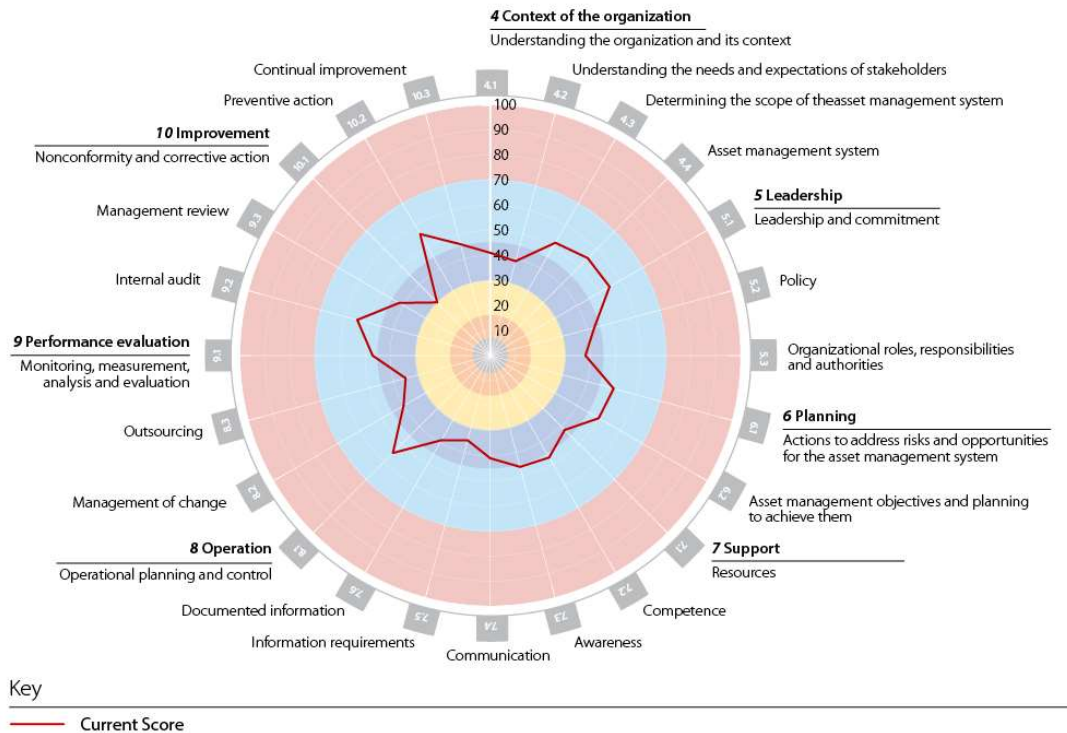 4 Context of the organization
Understanding the organization and its context
Understanding the needs and expectations of stakeholders
Determining the scope of theasset management system
Asset management system
5 Leadership
Leadership and commitment
Policy
Organizational roles, responsibilities
and authorities
6 Planning
Actions to address risks and opportunities
for the asset management system
Asset management objectives and planning
to achieve them
7 Support
Resources
Competence
Awareness
Communication
Information requirements
Documented information
8 Operation
Operational planning and control
Management of change
Outsourcing
9 Performance evaluation
Monitoring, measurement,
analysis and evaluation
Internal audit
Management review
10 Improvement
Nonconformity and corrective action
Preventive action
Continual improvement
4.1
4.2
4.3
4.4
5.1
5.2
5.3
6.1
6.2
7.1
7.2
7.3
7.4
7.5
7.6
8.1
8.2
8.3
9.1
9.2
9.3
10.1
10.2
10.3
100
90
80
70
60
50
40
30
20
10
Key
Current Score